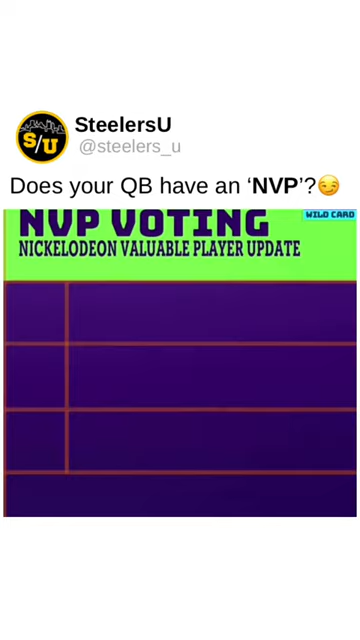 S/U
SteelersU
@steelers_u
Does your QB have an ‘NVP’?😏
NVP VOTING
WILD CARD
NICKELODEON VALUABLE PLAYER UPDATE